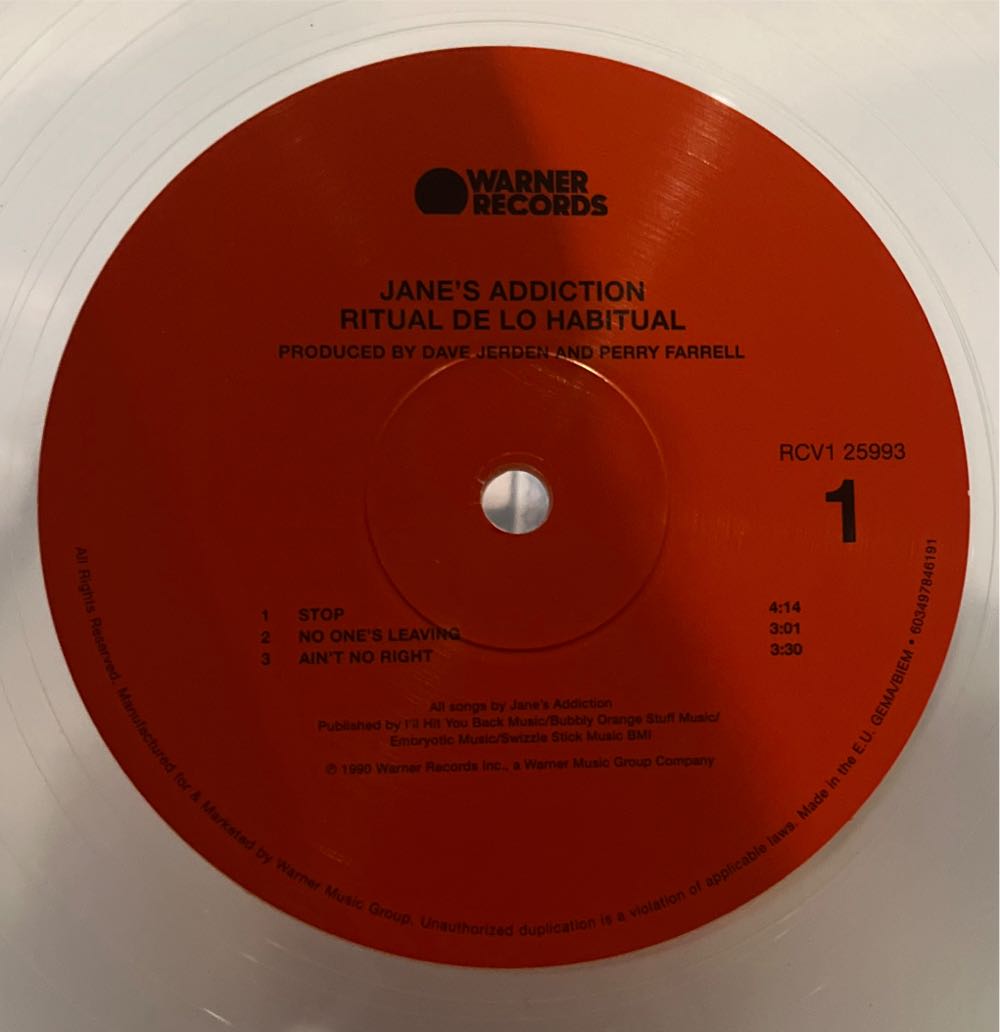 WARNER
RECORDS
JANE'S ADDICTION
RITUAL DE LO HABITUAL
PRODUCED BY DAVE JERDEN AND PERRY FARRELL
RCV1 25993
1
1 STOP 4:14
2 NO ONE'S LEAVING 3:01
3 AIN'T NO RIGHT 3:30
All songs by Jane's Addiction
Published by I'll Hit You Back Music/Bubbly Orange Stuff Music/
Embryotic Music/Swizzle Stick Music BMI
℗ 1990 Warner Records Inc., a Warner Music Group Company
All Rights Reserved. Manufactured for & Marketed by Warner Music Group. Unauthorized duplication is a violation of applicable laws. Made in the E.U. GEMA/BIEM • 603497846191